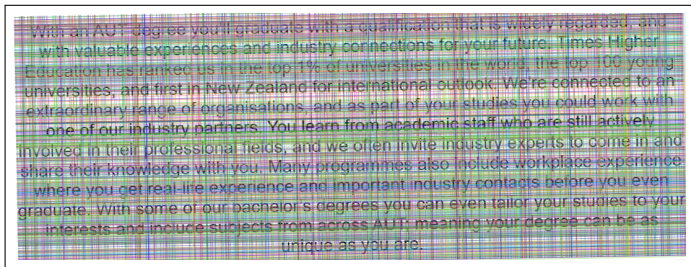 With an AUT degree you'll graduate with a qualification that is widely regarded, and
with valuable experiences and industry connections for your future. Times Higher
Education has ranked us in the top 1% of universities in the world, the top 100 young
universities, and first in New Zealand for international outlook. We're connected to an
extraordinary range of organisations, and as part of your studies you could work with
one of our industry partners. You learn from academic staff who are still actively
involved in their professional fields, and we often invite industry experts to come in and
share their knowledge with you. Many programmes also include workplace experience
where you get real-life experience and important industry contacts before you even
graduate. With some of our bachelor's degrees you can even tailor your studies to your
interests and include subjects from across AUT; meaning your degree can be as
unique as you are.